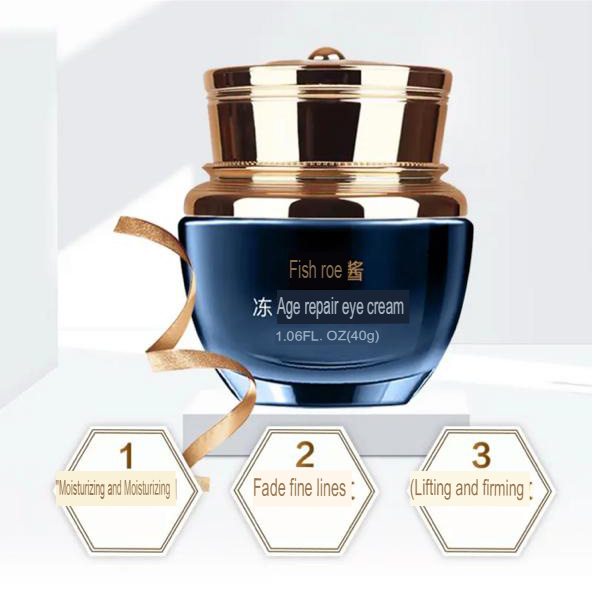 Fish roe 酱
冻 Age repair eye cream
1.06FL. OZ(40g)
1
"Moisturizing and Moisturizing
2
Fade fine lines :
3
(Lifting and firming :